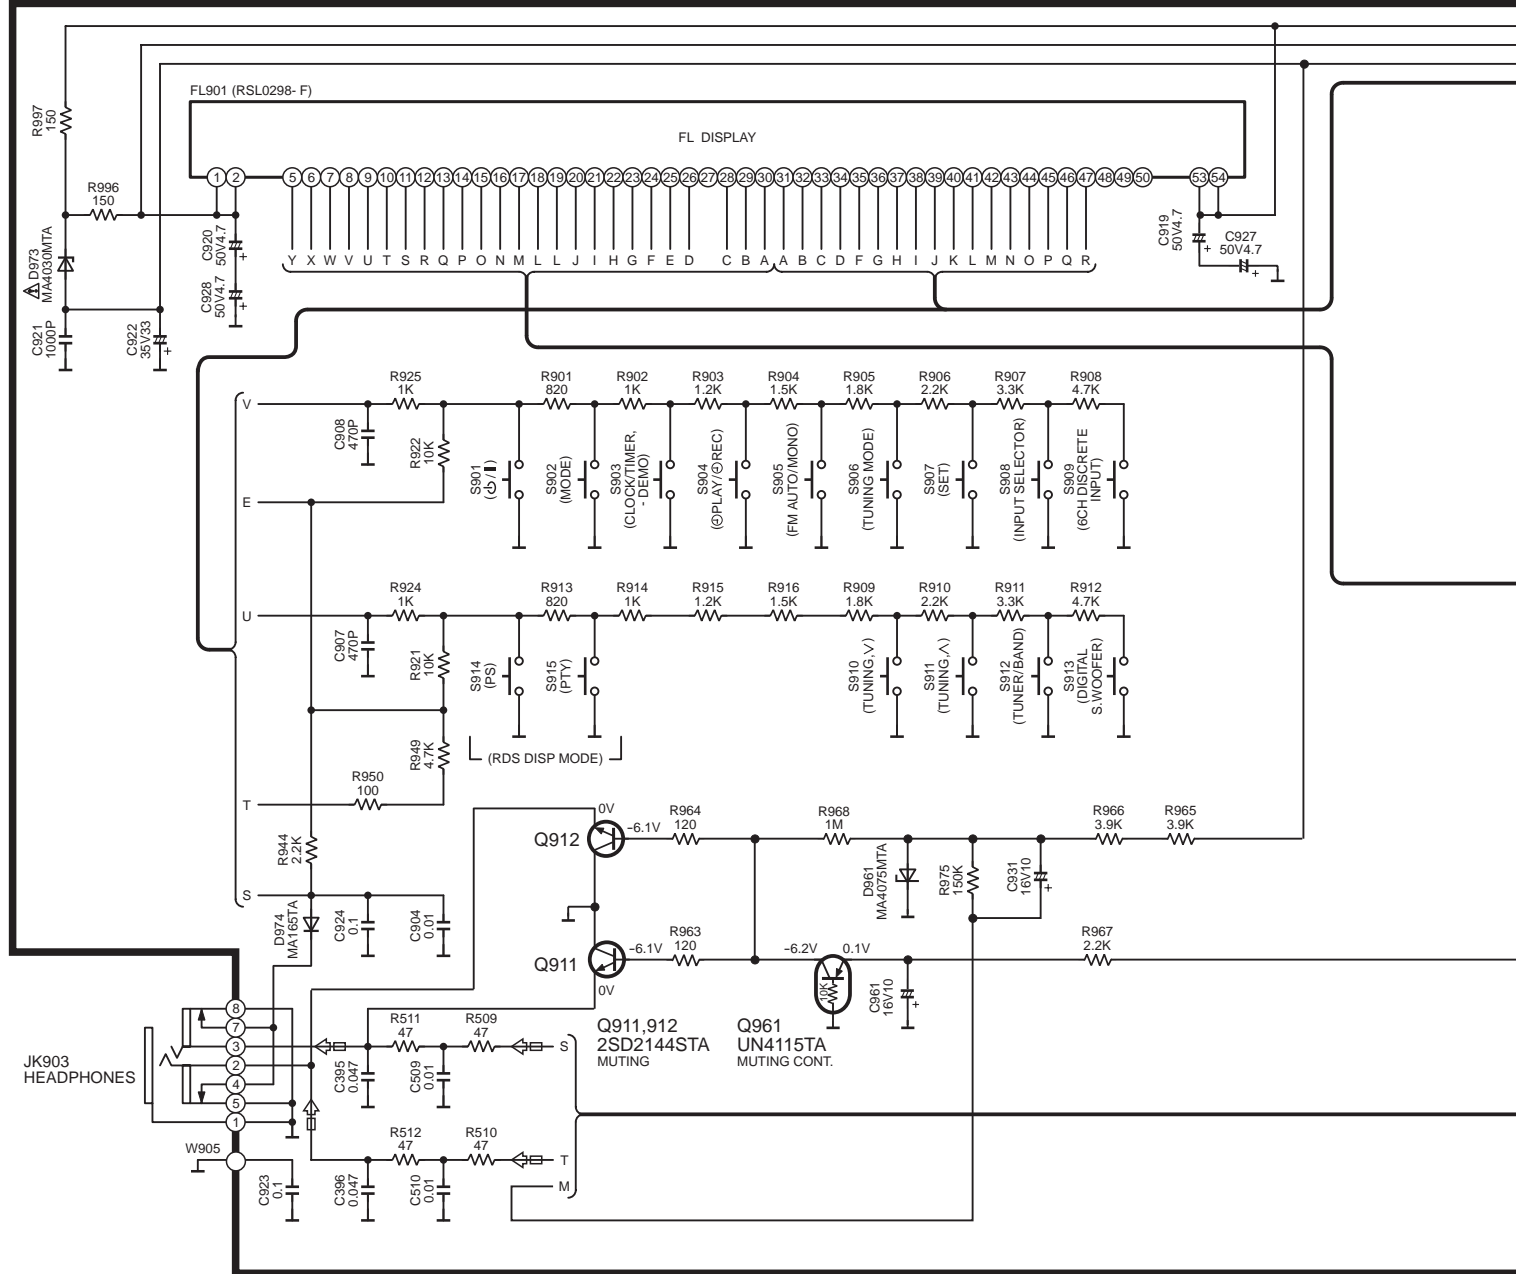 FL901 (RSL0298- F)
FL DISPLAY
R997
150
R996
150
1 2 5 6 7 8 9 10 11 12 13 14 15 16 17 18 19 20 21 22 23 24 25 26 27 28 29 30 31 32 33 34 35 36 37 38 39 40 41 42 43 44 45 46 47 48 49 50 53 54
Y X W V U T S R Q P O N M L L J I H G F E D C B A A B C D F G H I J K L M N O P Q R
D973
MA4030MTA
C920
50V4.7
+
C928
50V4.7
+
C919
50V4.7
+
C927
50V4.7
+
C921
1000P
C922
35V33
+
V
R925
1K
R901
820
R902
1K
R903
1.2K
R904
1.5K
R905
1.8K
R906
2.2K
R907
3.3K
R908
4.7K
C908
470P
R922
10K
S901
(⏻/I)
S902
(MODE)
S903
(CLOCK/TIMER,
- DEMO)
S904
(⏲PLAY/⏲REC)
S905
(FM AUTO/MONO)
S906
(TUNING MODE)
S907
(SET)
S908
(INPUT SELECTOR)
S909
(6CH DISCRETE
INPUT)
E
U
R924
1K
R913
820
R914
1K
R915
1.2K
R916
1.5K
R909
1.8K
R910
2.2K
R911
3.3K
R912
4.7K
C907
470P
R921
10K
S914
(PS)
S915
(PTY)
S910
(TUNING,∨)
S911
(TUNING,∧)
S912
(TUNER/BAND)
S913
(DIGITAL
S.WOOFER)
(RDS DISP MODE)
R949
4.7K
T
R950
100
R944
2.2K
S
D974
MA165TA
C924
0.1
C904
0.01
0V
Q912
-6.1V
R964
120
R968
1M
D961
MA4075MTA
R975
150K
C931
16V10
+
R966
3.9K
R965
3.9K
Q911
-6.1V
R963
120
0V
-6.2V
0.1V
10K
C961
16V10
+
R967
2.2K
Q911,912
2SD2144STA
MUTING
Q961
UN4115TA
MUTING CONT.
JK903
HEADPHONES
8
7
3
2
4
5
1
W905
R511
47
R509
47
S
C395
0.047
C509
0.01
R512
47
R510
47
T
M
C923
0.1
C396
0.047
C510
0.01